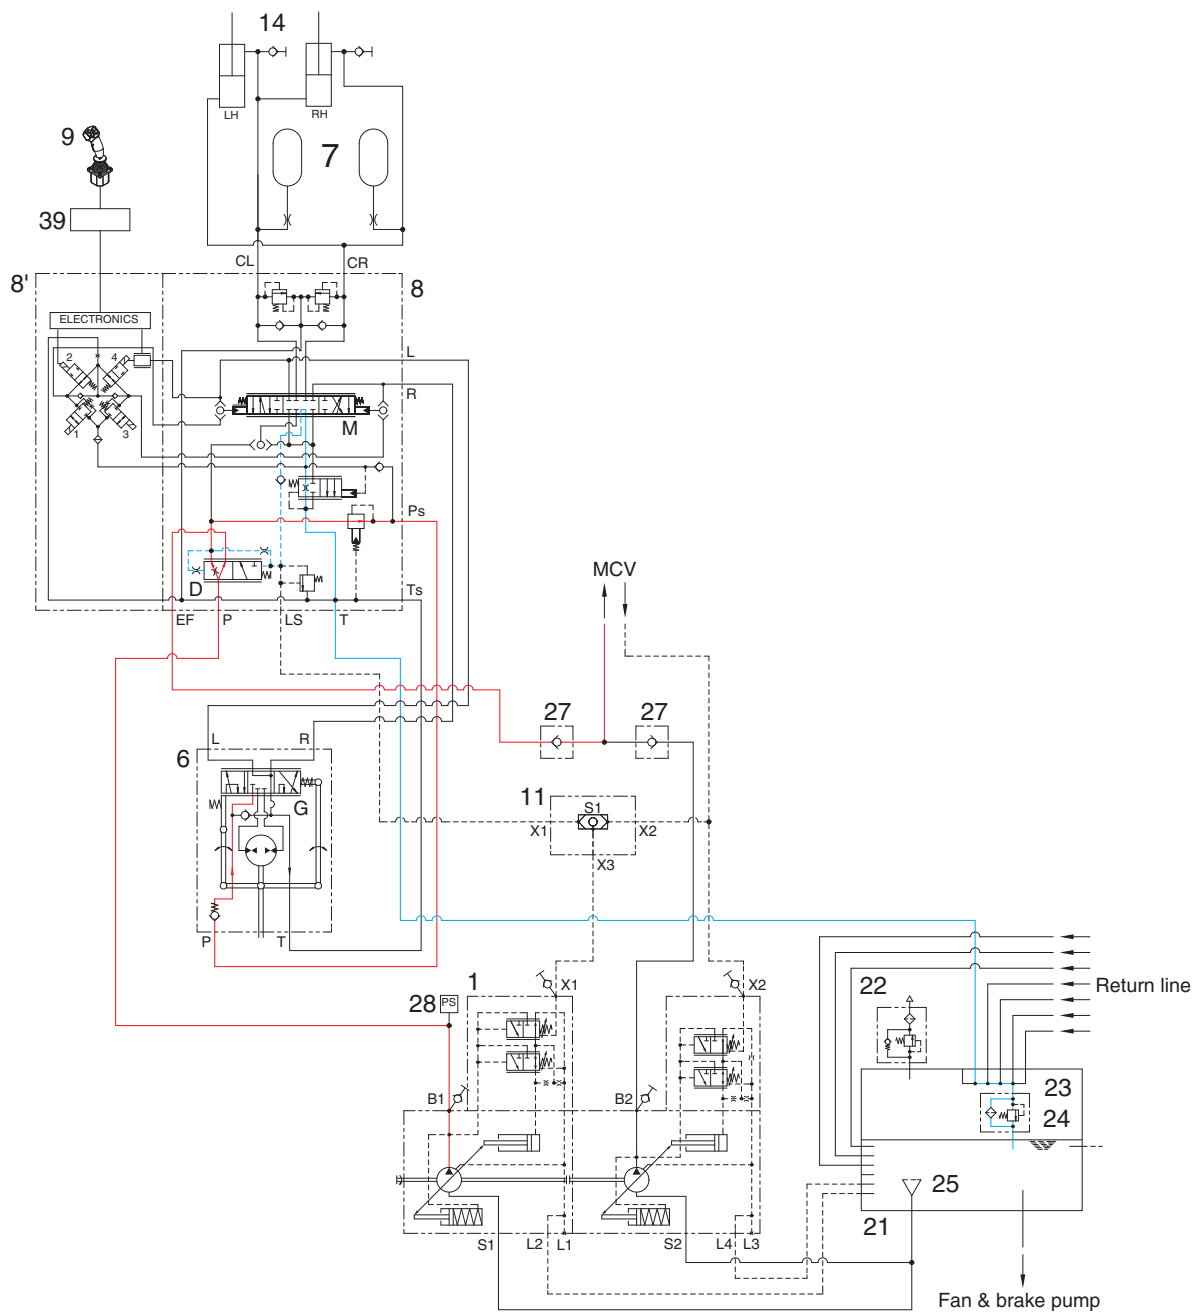 14
LH
RH
9
7
39
CL
CR
8'
8
ELECTRONICS
L
2
4
R
M
1
3
Ps
D
Ts
EF
P
LS
T
MCV
27
27
L
R
6
G
11
S1
X1
X2
X3
P
T
1
X1
X2
22
Return line
28
PS
B1
B2
23
24
25
21
S1
L2
L1
S2
L4
L3
Fan & brake pump